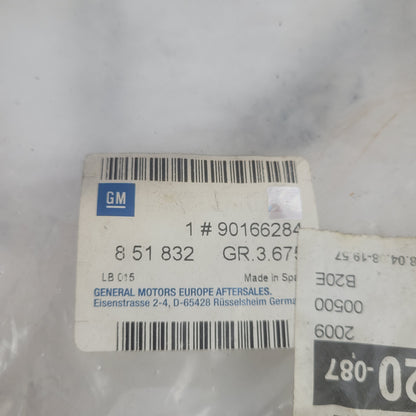 GM
1 # 90166284
8 51 832 GR.3.675
LB 015 Made in Spa
GENERAL MOTORS EUROPE AFTERSALES.
Eisenstrasse 2-4, D-65428 Rüsselsheim Germa
B20E
00500
2009
20-087